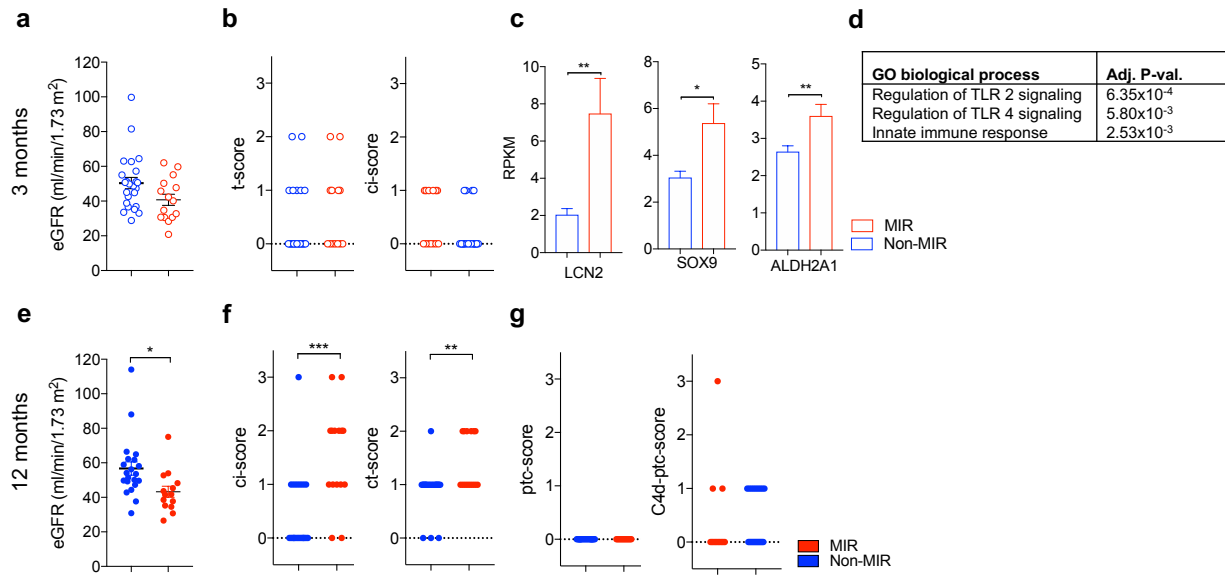 a
b
c
d
3 months
eGFR (ml/min/1.73 m²)
120
100
80
60
40
20
0
t-score
3
2
1
0
ci-score
3
2
1
0
RPKM
10
8
6
4
2
0
**
LCN2
8
6
4
2
0
*
SOX9
5
4
3
2
1
0
**
ALDH2A1
GO biological process Adj. P-val.
Regulation of TLR 2 signaling 6.35x10⁻⁴
Regulation of TLR 4 signaling 5.80x10⁻³
Innate immune response 2.53x10⁻³
MIR
Non-MIR
e
f
g
12 months
eGFR (ml/min/1.73 m²)
120
100
80
60
40
20
0
*
ci-score
3
2
1
0
***
ct-score
3
2
1
0
**
ptc-score
3
2
1
0
C4d-ptc-score
3
2
1
0
MIR
Non-MIR